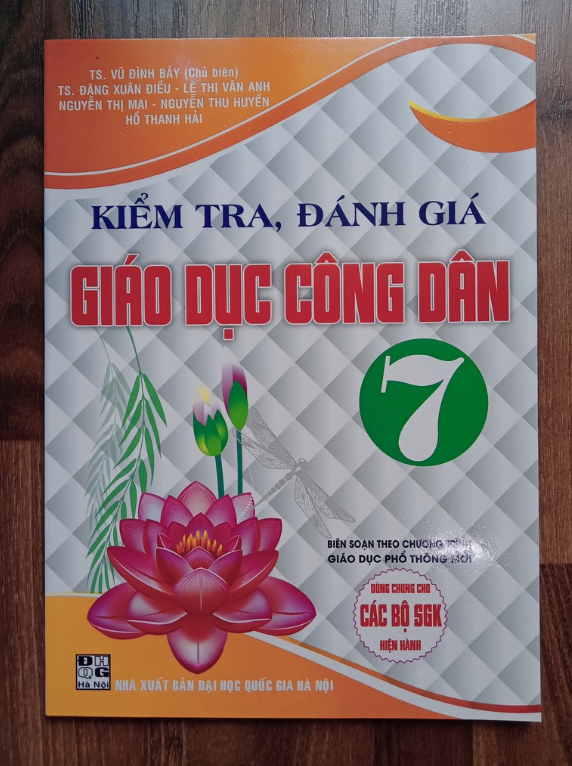 TS. VŨ ĐÌNH BẢY (Chủ biên)
TS. ĐẶNG XUÂN ĐIỀU - LÊ THỊ VÂN ANH
NGUYỄN THỊ MAI - NGUYỄN THU HUYỀN
HỒ THANH HẢI
KIỂM TRA, ĐÁNH GIÁ
GIÁO DỤC CÔNG DÂN
7
BIÊN SOẠN THEO CHƯƠNG TRÌNH
GIÁO DỤC PHỔ THÔNG MỚI
DÙNG CHUNG CHO
CÁC BỘ SGK
HIỆN HÀNH
ĐHQG
Hà Nội
NHÀ XUẤT BẢN ĐẠI HỌC QUỐC GIA HÀ NỘI